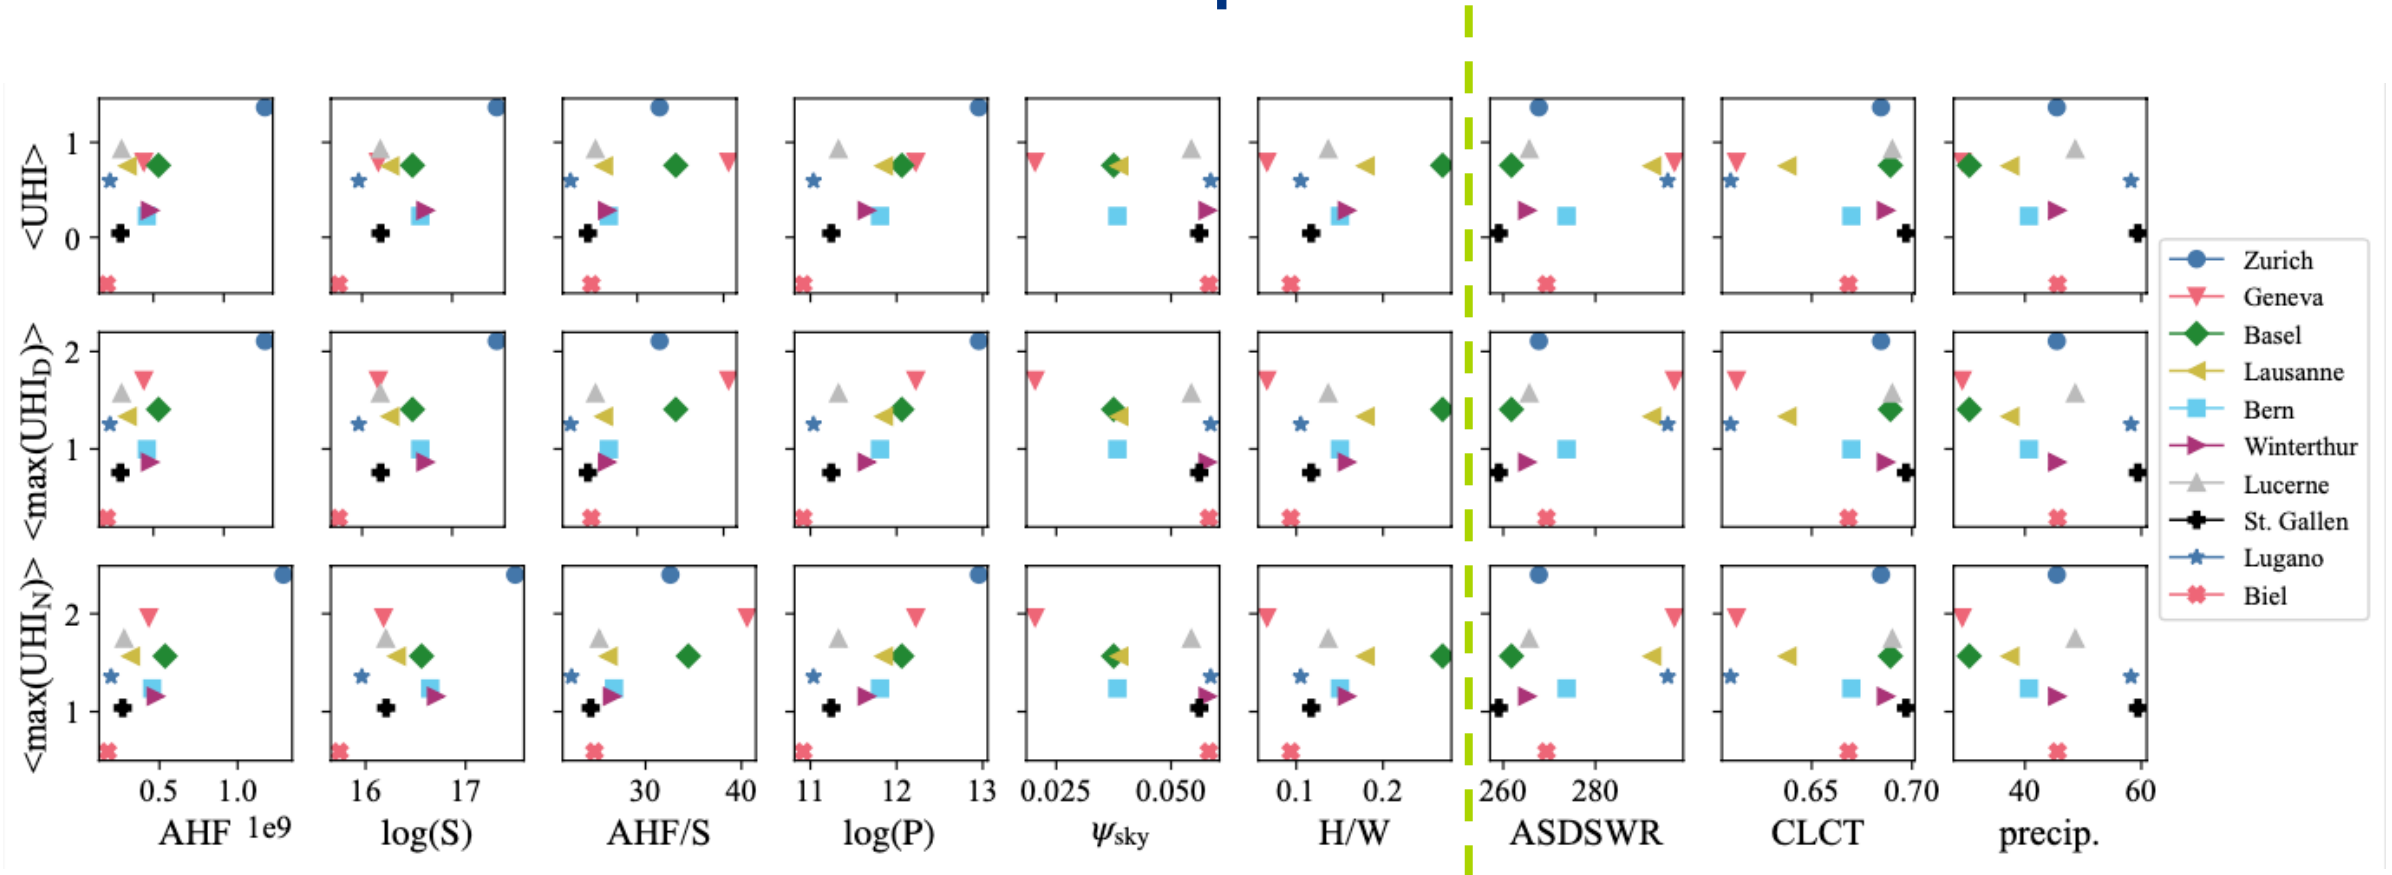 <UHI>
1
0
<max(UHI_D)>
2
1
<max(UHI_N)>
2
1
0.5 1.0 16 17 30 40 11 12 13 0.025 0.050 0.1 0.2 260 280 0.65 0.70 40 60
AHF 1e9 log(S) AHF/S log(P) ψsky H/W ASDSWR CLCT precip.
Zurich
Geneva
Basel
Lausanne
Bern
Winterthur
Lucerne
St. Gallen
Lugano
Biel